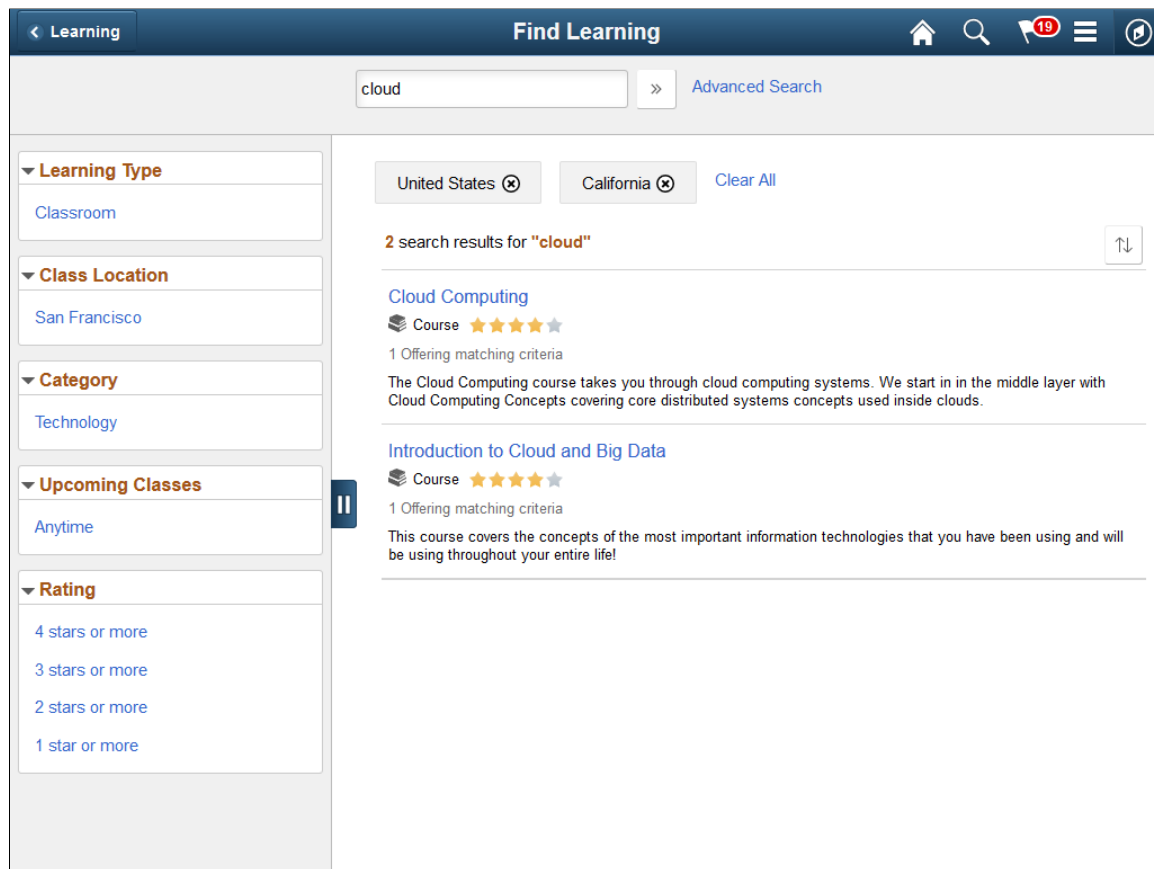 Learning
Find Learning
19
cloud
»
Advanced Search
Learning Type
Classroom
Class Location
San Francisco
Category
Technology
Upcoming Classes
Anytime
Rating
4 stars or more
3 stars or more
2 stars or more
1 star or more
United States
California
Clear All
2 search results for "cloud"
Cloud Computing
Course
1 Offering matching criteria
The Cloud Computing course takes you through cloud computing systems. We start in in the middle layer with
Cloud Computing Concepts covering core distributed systems concepts used inside clouds.
Introduction to Cloud and Big Data
Course
1 Offering matching criteria
This course covers the concepts of the most important information technologies that you have been using and will
be using throughout your entire life!